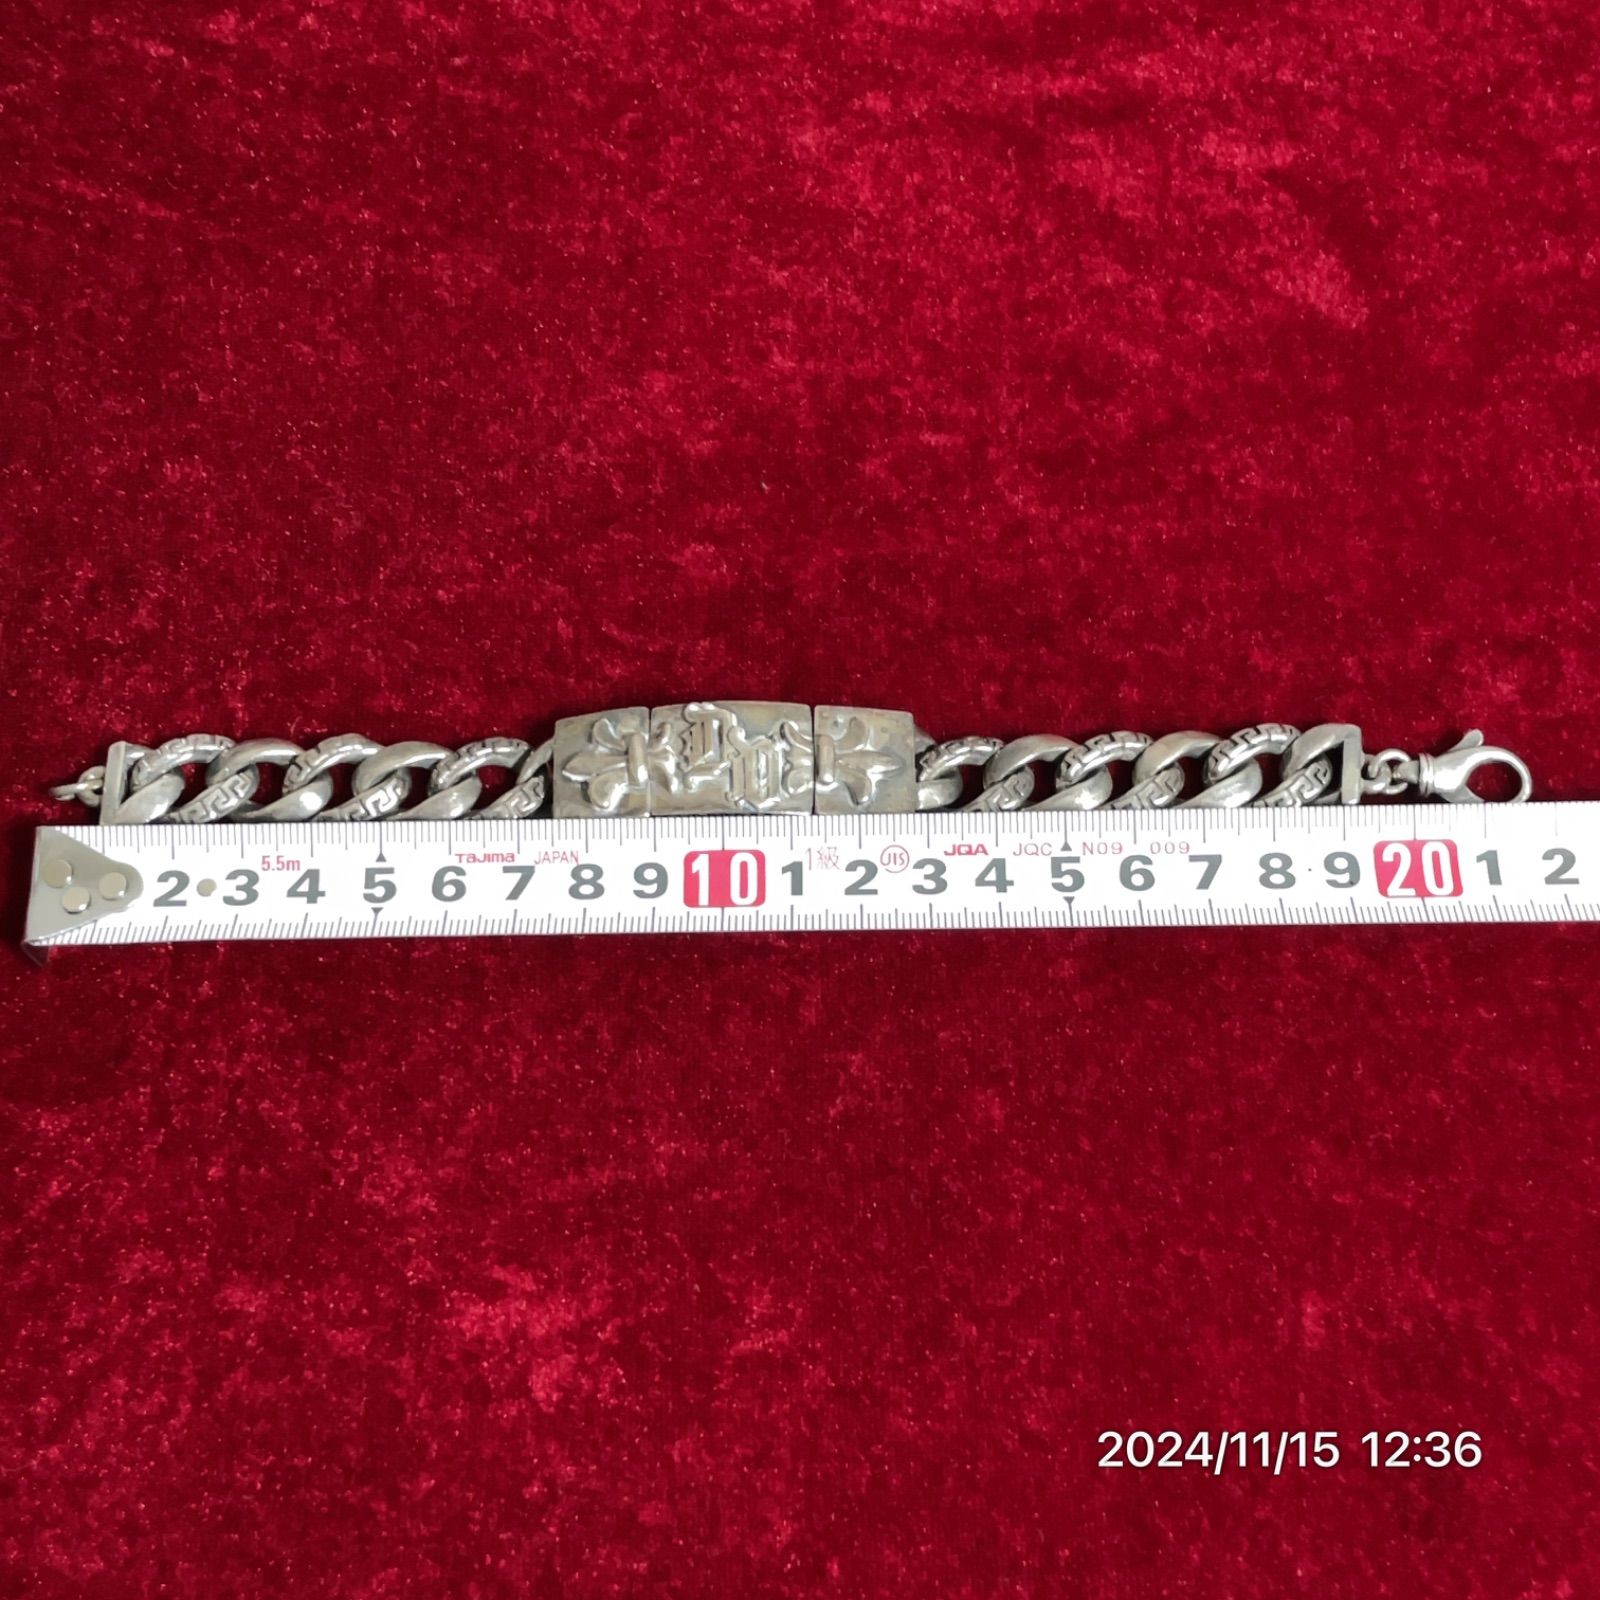 DW
5.5m Tajima JAPAN 1級 JIS JQA JQC N09 009
2 3 4 5 6 7 8 9 10 1 2 3 4 5 6 7 8 9 20 1 2
2024/11/15 12:36